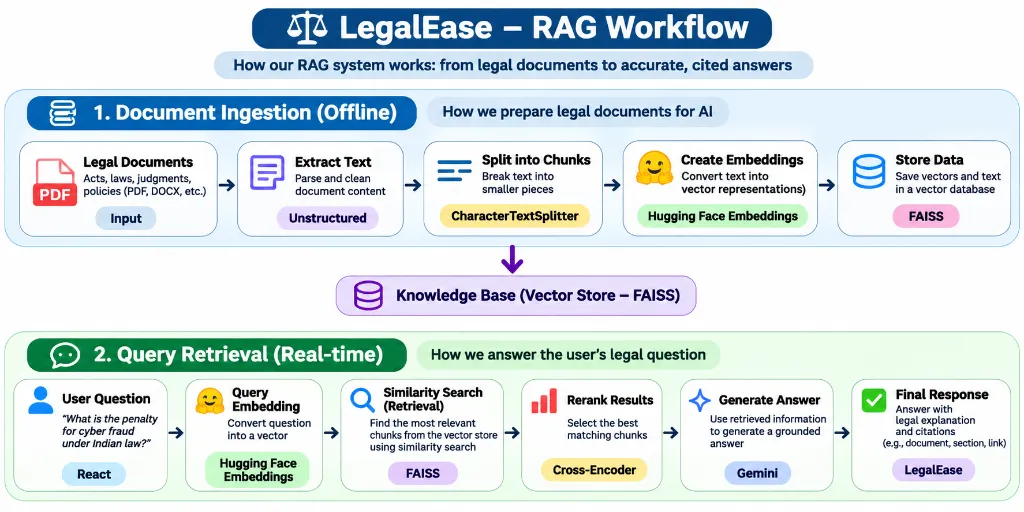 LegalEase – RAG Workflow
How our RAG system works: from legal documents to accurate, cited answers
1. Document Ingestion (Offline)
How we prepare legal documents for AI
PDF
Legal Documents
Acts, laws, judgments,
policies (PDF, DOCX, etc.)
Input
Extract Text
Parse and clean
document content
Unstructured
Split into Chunks
Break text into
smaller pieces
CharacterTextSplitter
Create Embeddings
Convert text into
vector representations)
Hugging Face Embeddings
Store Data
Save vectors and text
in a vector database
FAISS
Knowledge Base (Vector Store – FAISS)
2. Query Retrieval (Real-time)
How we answer the user's legal question
User Question
"What is the penalty
for cyber fraud
under Indian law?"
React
Query
Embedding
Convert question
into a vector
Hugging Face
Embeddings
Similarity Search
(Retrieval)
Find the most relevant
chunks from the vector store
using similarity search
FAISS
Rerank Results
Select the best
matching chunks
Cross-Encoder
Generate Answer
Use retrieved information
to generate a grounded
answer
Gemini
Final Response
Answer with
legal explanation
and citations
(e.g., document, section, link)
LegalEase